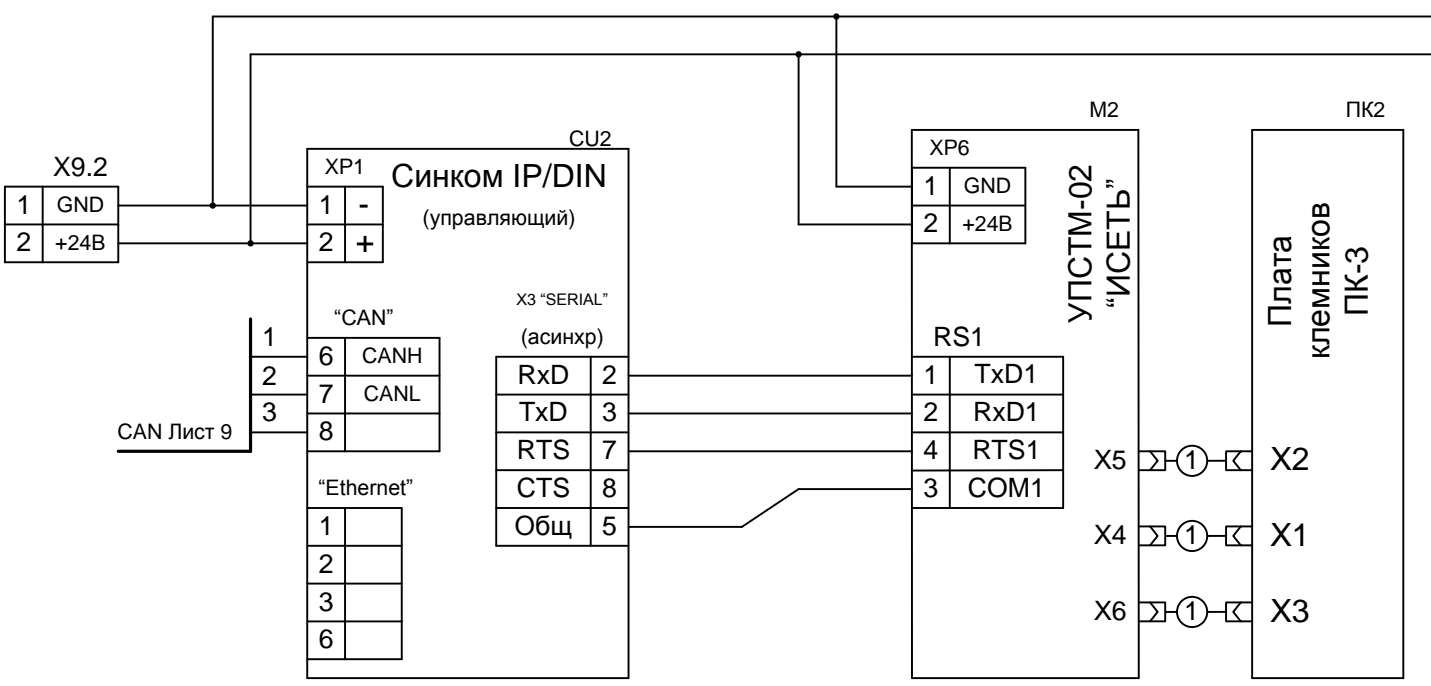 X9.2
1 GND
2 +24В
CU2
XP1
1 -
2 +
Синком IP/DIN
(управляющий)
X3 “SERIAL”
(асинхр)
RxD 2
TxD 3
RTS 7
CTS 8
Общ 5
“CAN”
1
2
3
6 CANH
7 CANL
8
CAN Лист 9
“Ethernet”
1
2
3
6
М2
XP6
1 GND
2 +24В
УПСТМ-02
“ИСЕТЬ”
RS1
1 TxD1
2 RxD1
4 RTS1
3 COM1
X5 1 X2
X4 1 X1
X6 1 X3
ПК2
Плата
клемников
ПК-3